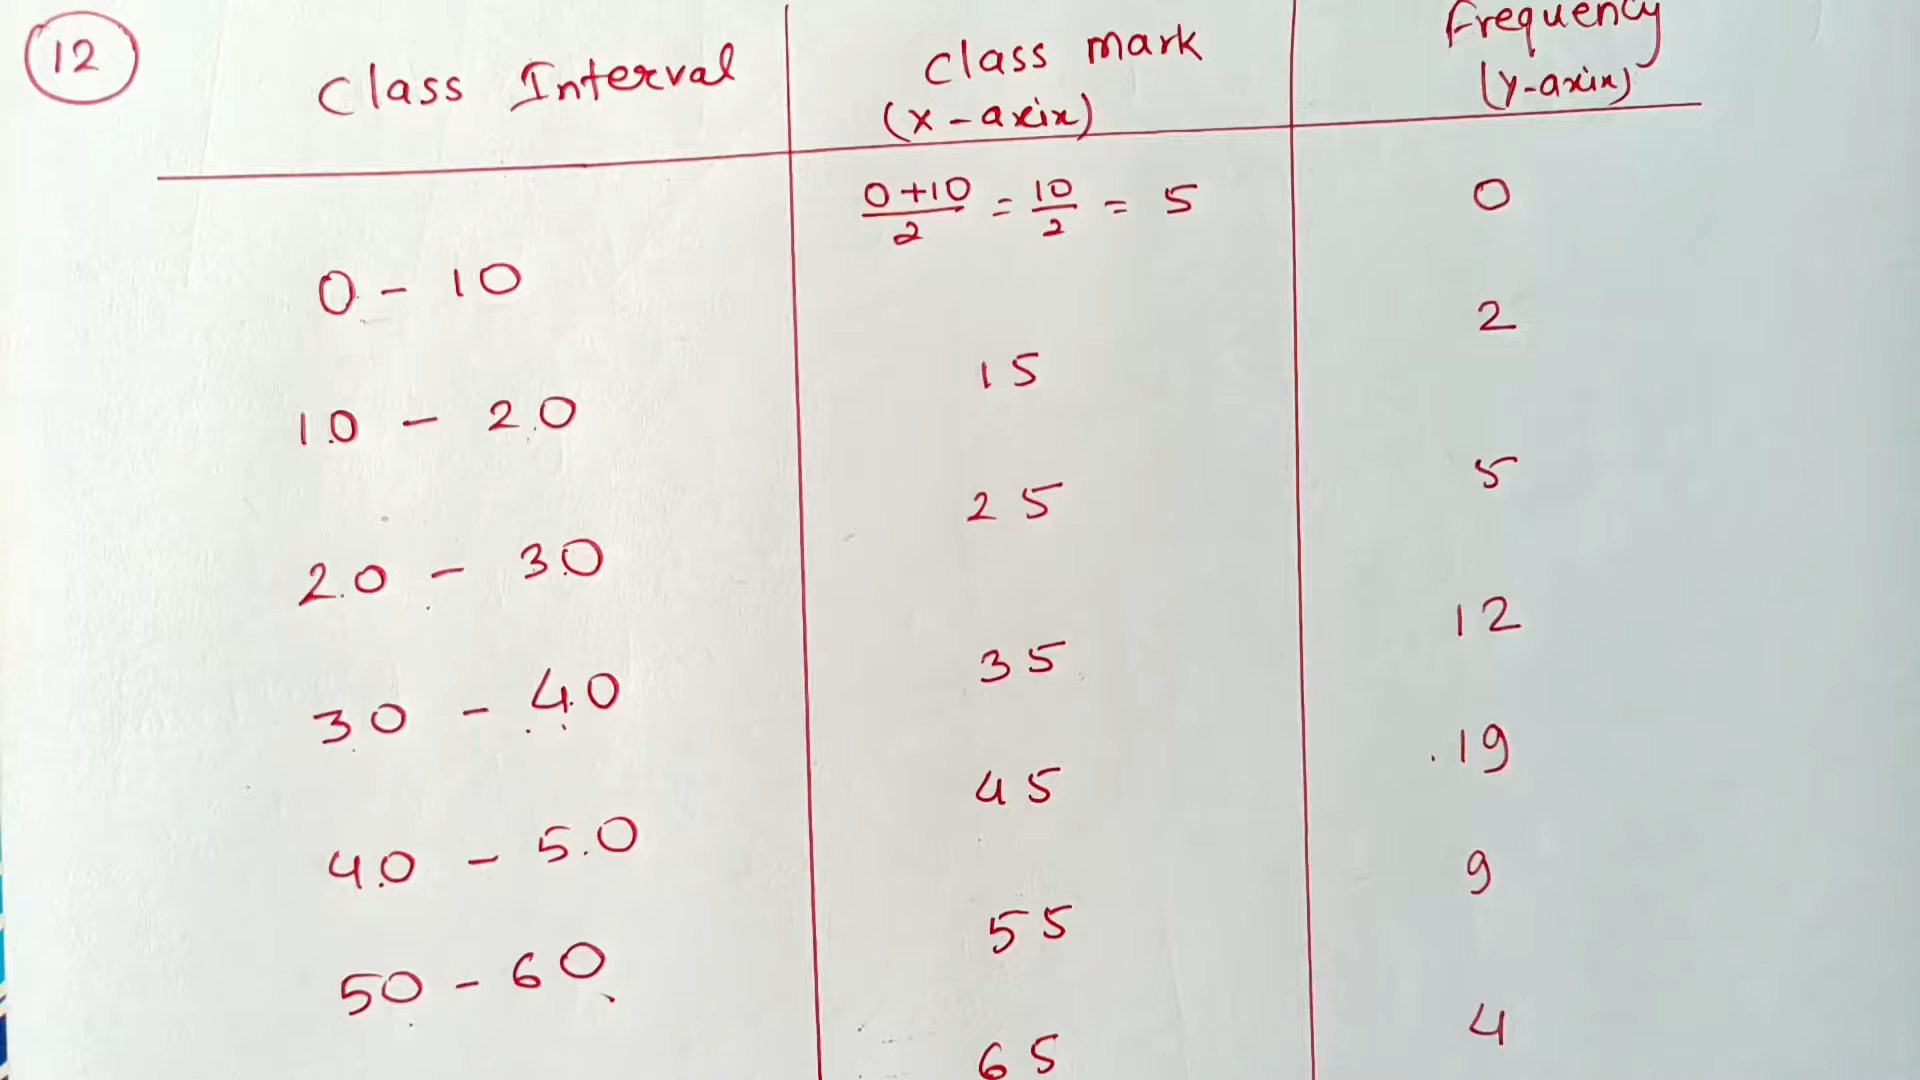 12
Class Interval | Class mark (x-axix) | Frequency (y-axix)
0 - 10 | 0+10/2 = 10/2 = 5 | 0
10 - 20 | 15 | 2
20 - 30 | 25 | 5
30 - 40 | 35 | 12
40 - 50 | 45 | 19
50 - 60 | 55 | 9
65 | 4